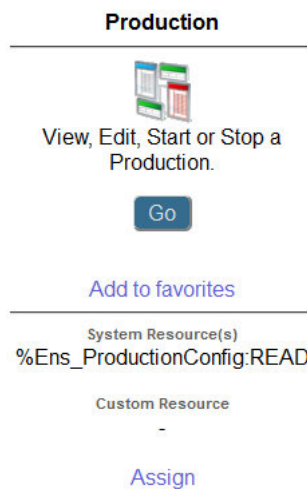 Production
View, Edit, Start or Stop a
Production.
Go
Add to favorites
System Resource(s)
%Ens_ProductionConfig:READ
Custom Resource
-
Assign